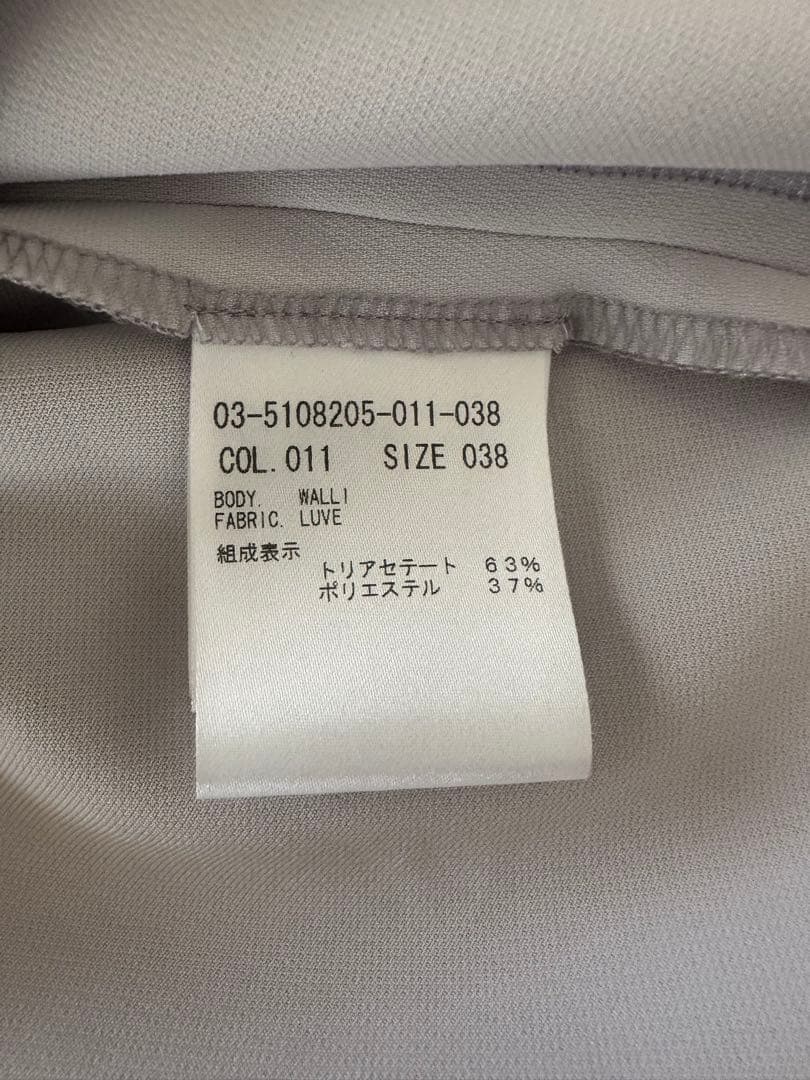 03-5108205-011-038
COL.011 SIZE 038
BODY. WALLI
FABRIC. LUVE
組成表示
トリアセテート 63%
ポリエステル 37%